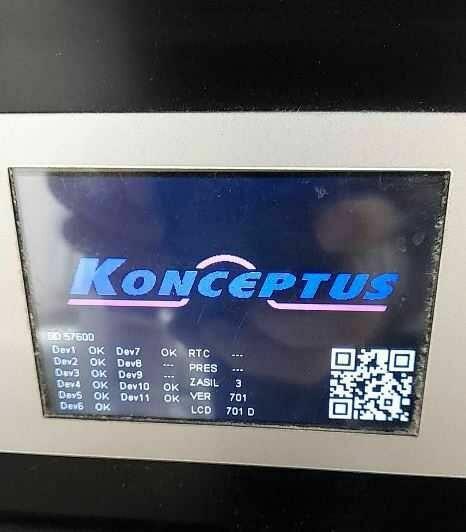 KONCEPTUS
BD 57600
Dev1 OK Dev7 OK RTC ---
Dev2 OK Dev8 --- PRES ---
Dev3 OK Dev9 --- ZASIL 3
Dev4 OK Dev10 OK VER 701
Dev5 OK Dev11 OK LCD 701 D
Dev6 OK